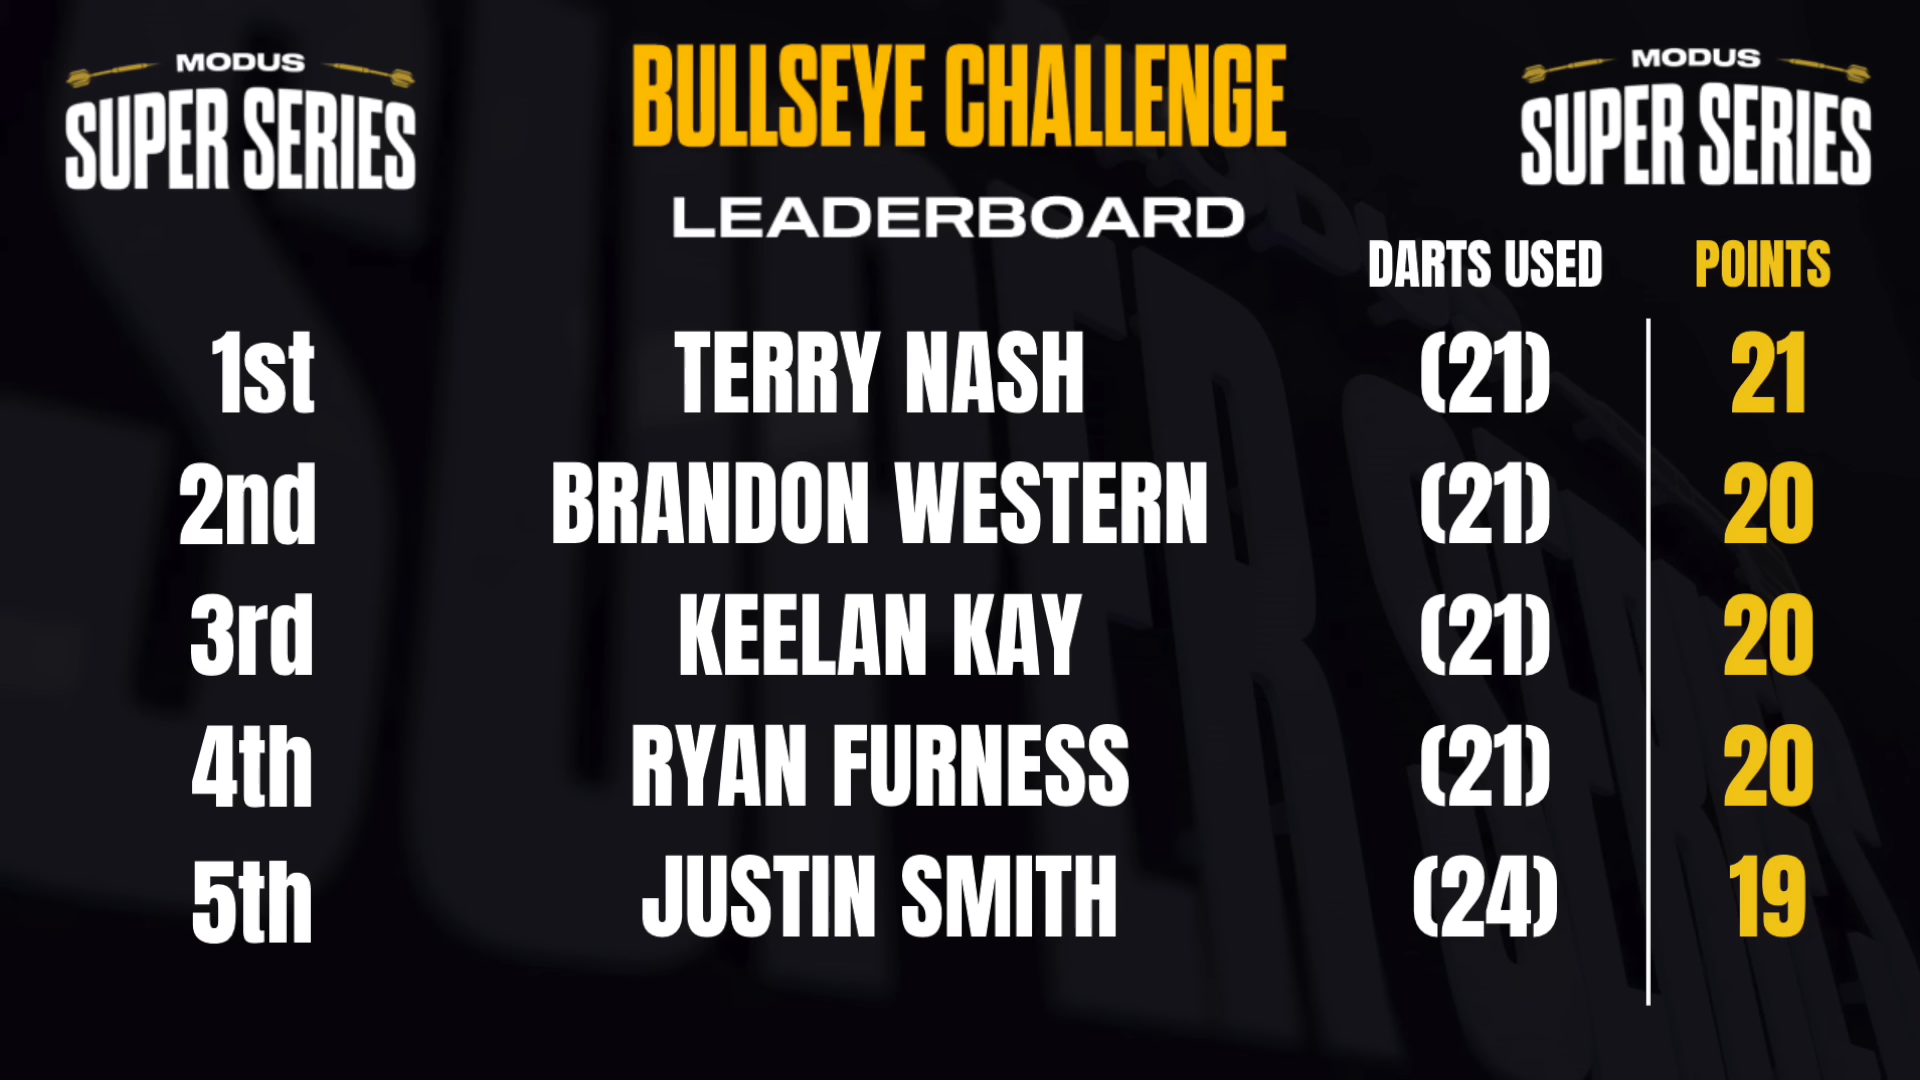 MODUS
SUPER SERIES
BULLSEYE CHALLENGE
LEADERBOARD
MODUS
SUPER SERIES
DARTS USED POINTS
1st TERRY NASH (21) 21
2nd BRANDON WESTERN (21) 20
3rd KEELAN KAY (21) 20
4th RYAN FURNESS (21) 20
5th JUSTIN SMITH (24) 19